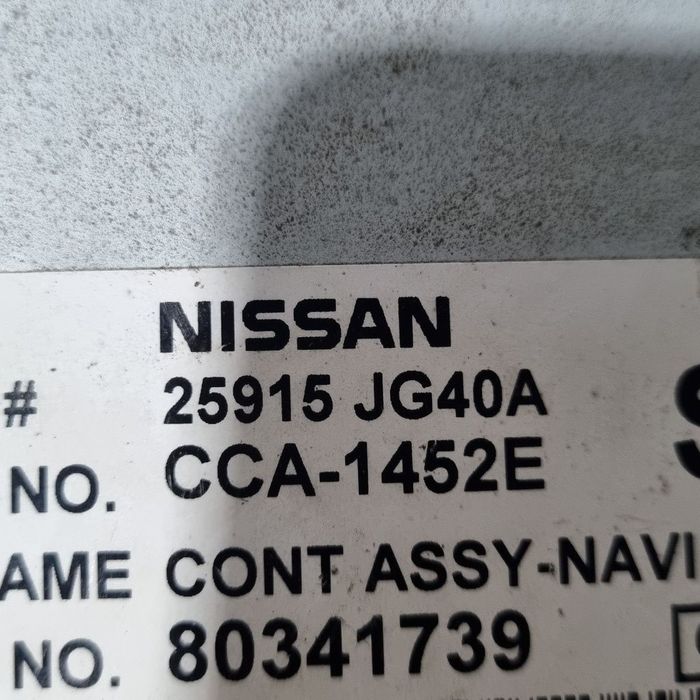 NISSAN
# 25915 JG40A
NO. CCA-1452E
AME CONT ASSY-NAVI
NO. 80341739